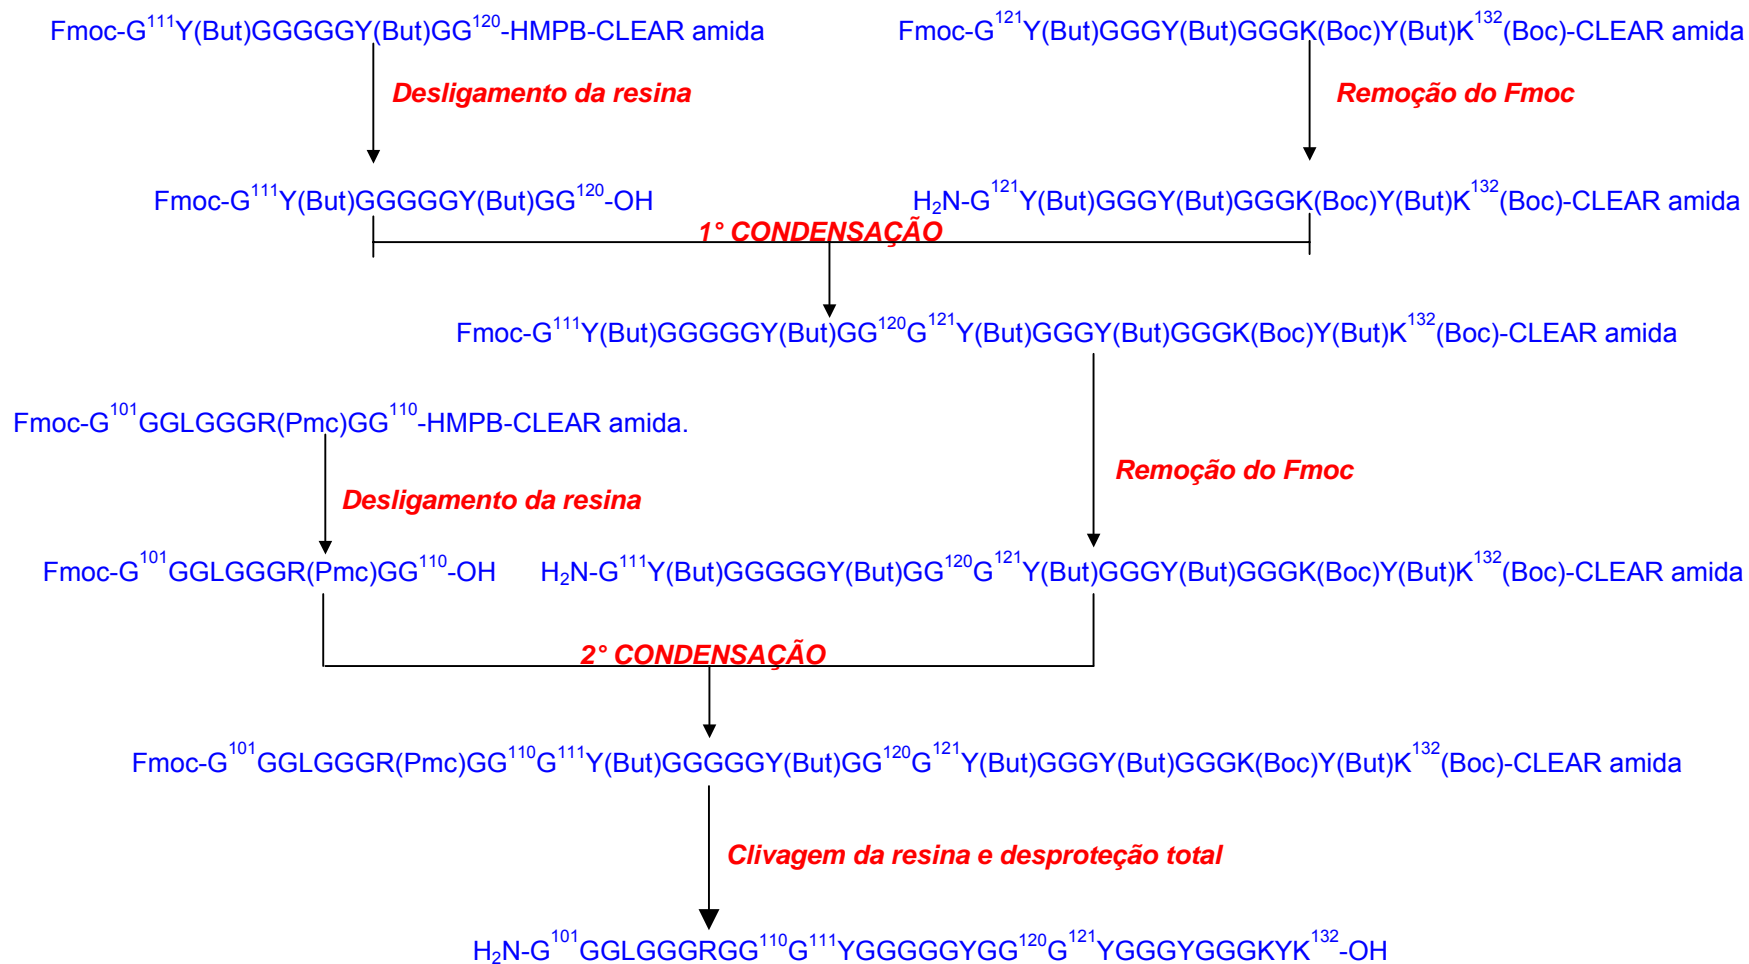 Fmoc-G¹¹¹Y(But)GGGGGY(But)GG¹²⁰-HMPB-CLEAR amida
Fmoc-G¹²¹Y(But)GGGY(But)GGGK(Boc)Y(But)K¹³²(Boc)-CLEAR amida
Desligamento da resina
Remoção do Fmoc
Fmoc-G¹¹¹Y(But)GGGGGY(But)GG¹²⁰-OH
H₂N-G¹²¹Y(But)GGGY(But)GGGK(Boc)Y(But)K¹³²(Boc)-CLEAR amida
1° CONDENSAÇÃO
Fmoc-G¹¹¹Y(But)GGGGGY(But)GG¹²⁰G¹²¹Y(But)GGGY(But)GGGK(Boc)Y(But)K¹³²(Boc)-CLEAR amida
Fmoc-G¹⁰¹GGLGGGR(Pmc)GG¹¹⁰-HMPB-CLEAR amida.
Remoção do Fmoc
Desligamento da resina
Fmoc-G¹⁰¹GGLGGGR(Pmc)GG¹¹⁰-OH
H₂N-G¹¹¹Y(But)GGGGGY(But)GG¹²⁰G¹²¹Y(But)GGGY(But)GGGK(Boc)Y(But)K¹³²(Boc)-CLEAR amida
2° CONDENSAÇÃO
Fmoc-G¹⁰¹GGLGGGR(Pmc)GG¹¹⁰G¹¹¹Y(But)GGGGGY(But)GG¹²⁰G¹²¹Y(But)GGGY(But)GGGK(Boc)Y(But)K¹³²(Boc)-CLEAR amida
Clivagem da resina e desproteção total
H₂N-G¹⁰¹GGLGGGRGG¹¹⁰G¹¹¹YGGGGGYGG¹²⁰G¹²¹YGGGYGGGKYK¹³²-OH